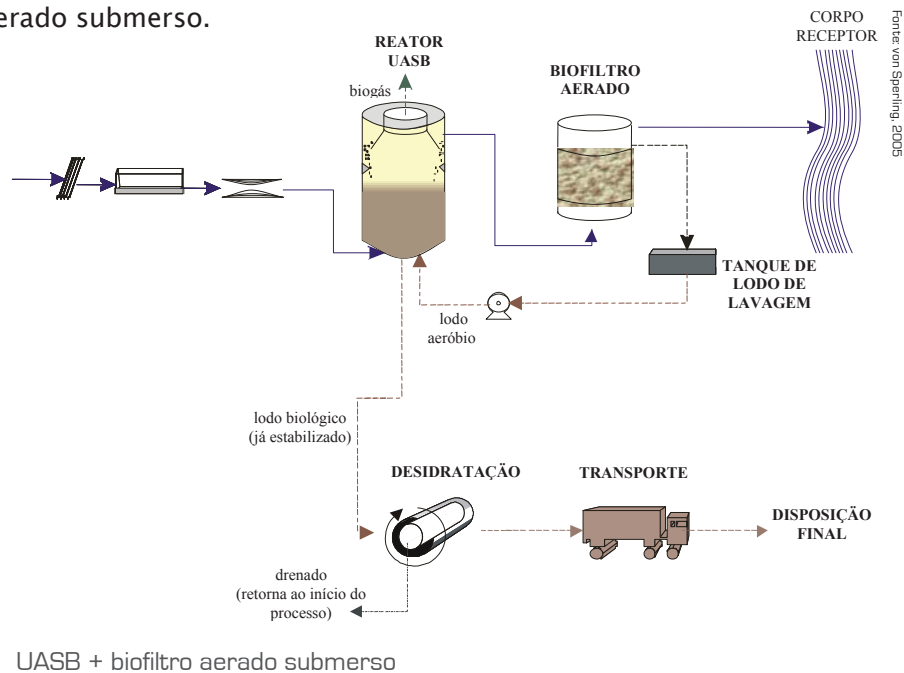 erado submerso.
CORPO
RECEPTOR
Fonte: von Sperling, 2005
REATOR
UASB
biogás
BIOFILTRO
AERADO
TANQUE DE
LODO DE
LAVAGEM
lodo
aeróbio
lodo biológico
(já estabilizado)
DESIDRATAÇÃO
TRANSPORTE
DISPOSIÇÃO
FINAL
drenado
(retorna ao início do
processo)
UASB + biofiltro aerado submerso